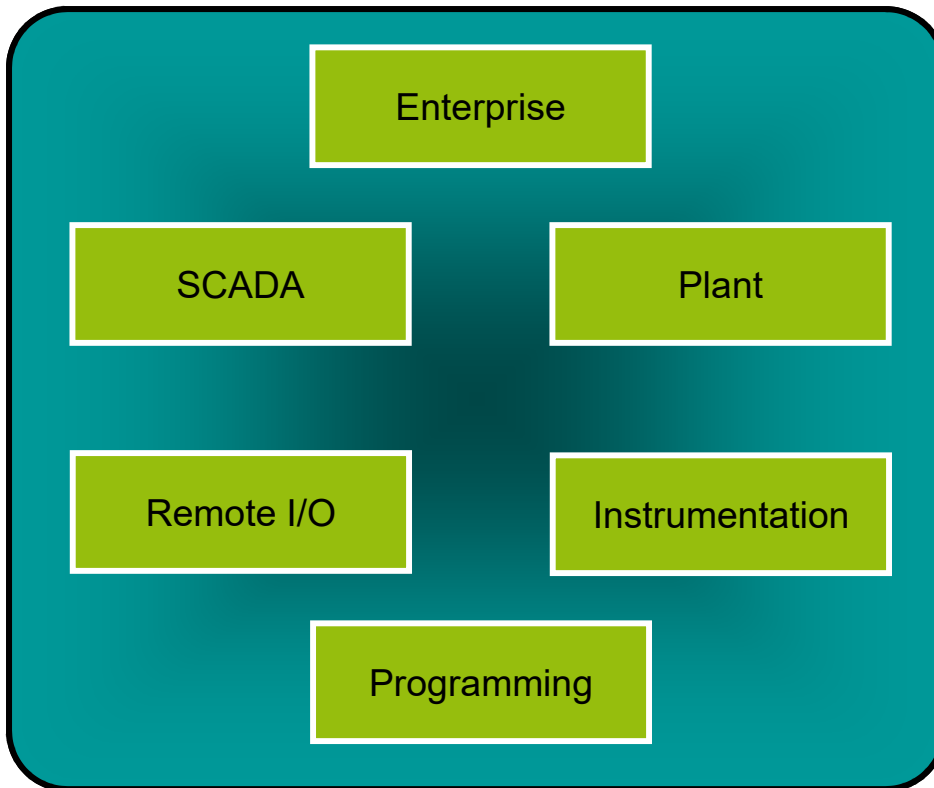 Enterprise
SCADA
Plant
Remote I/O
Instrumentation
Programming